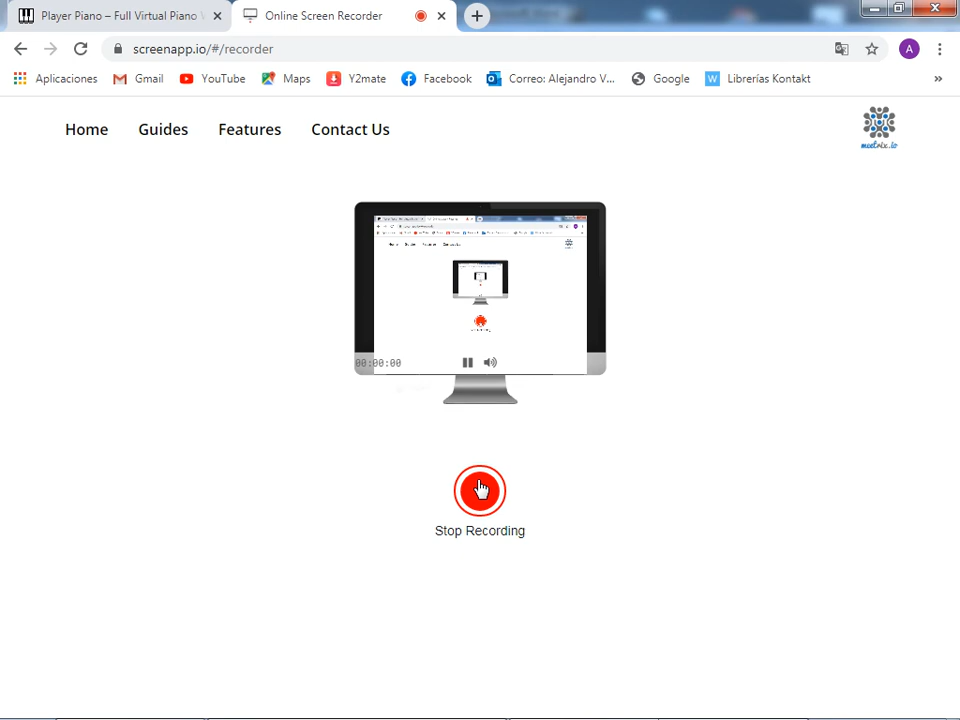 Player Piano – Full Virtual Piano
Online Screen Recorder
screenapp.io/#/recorder
A
Aplicaciones
Gmail
YouTube
Maps
Y2mate
Facebook
Correo: Alejandro V...
Google
W
Librerías Kontakt
»
Home
Guides
Features
Contact Us
meetrix.io
00:00:00
Stop Recording